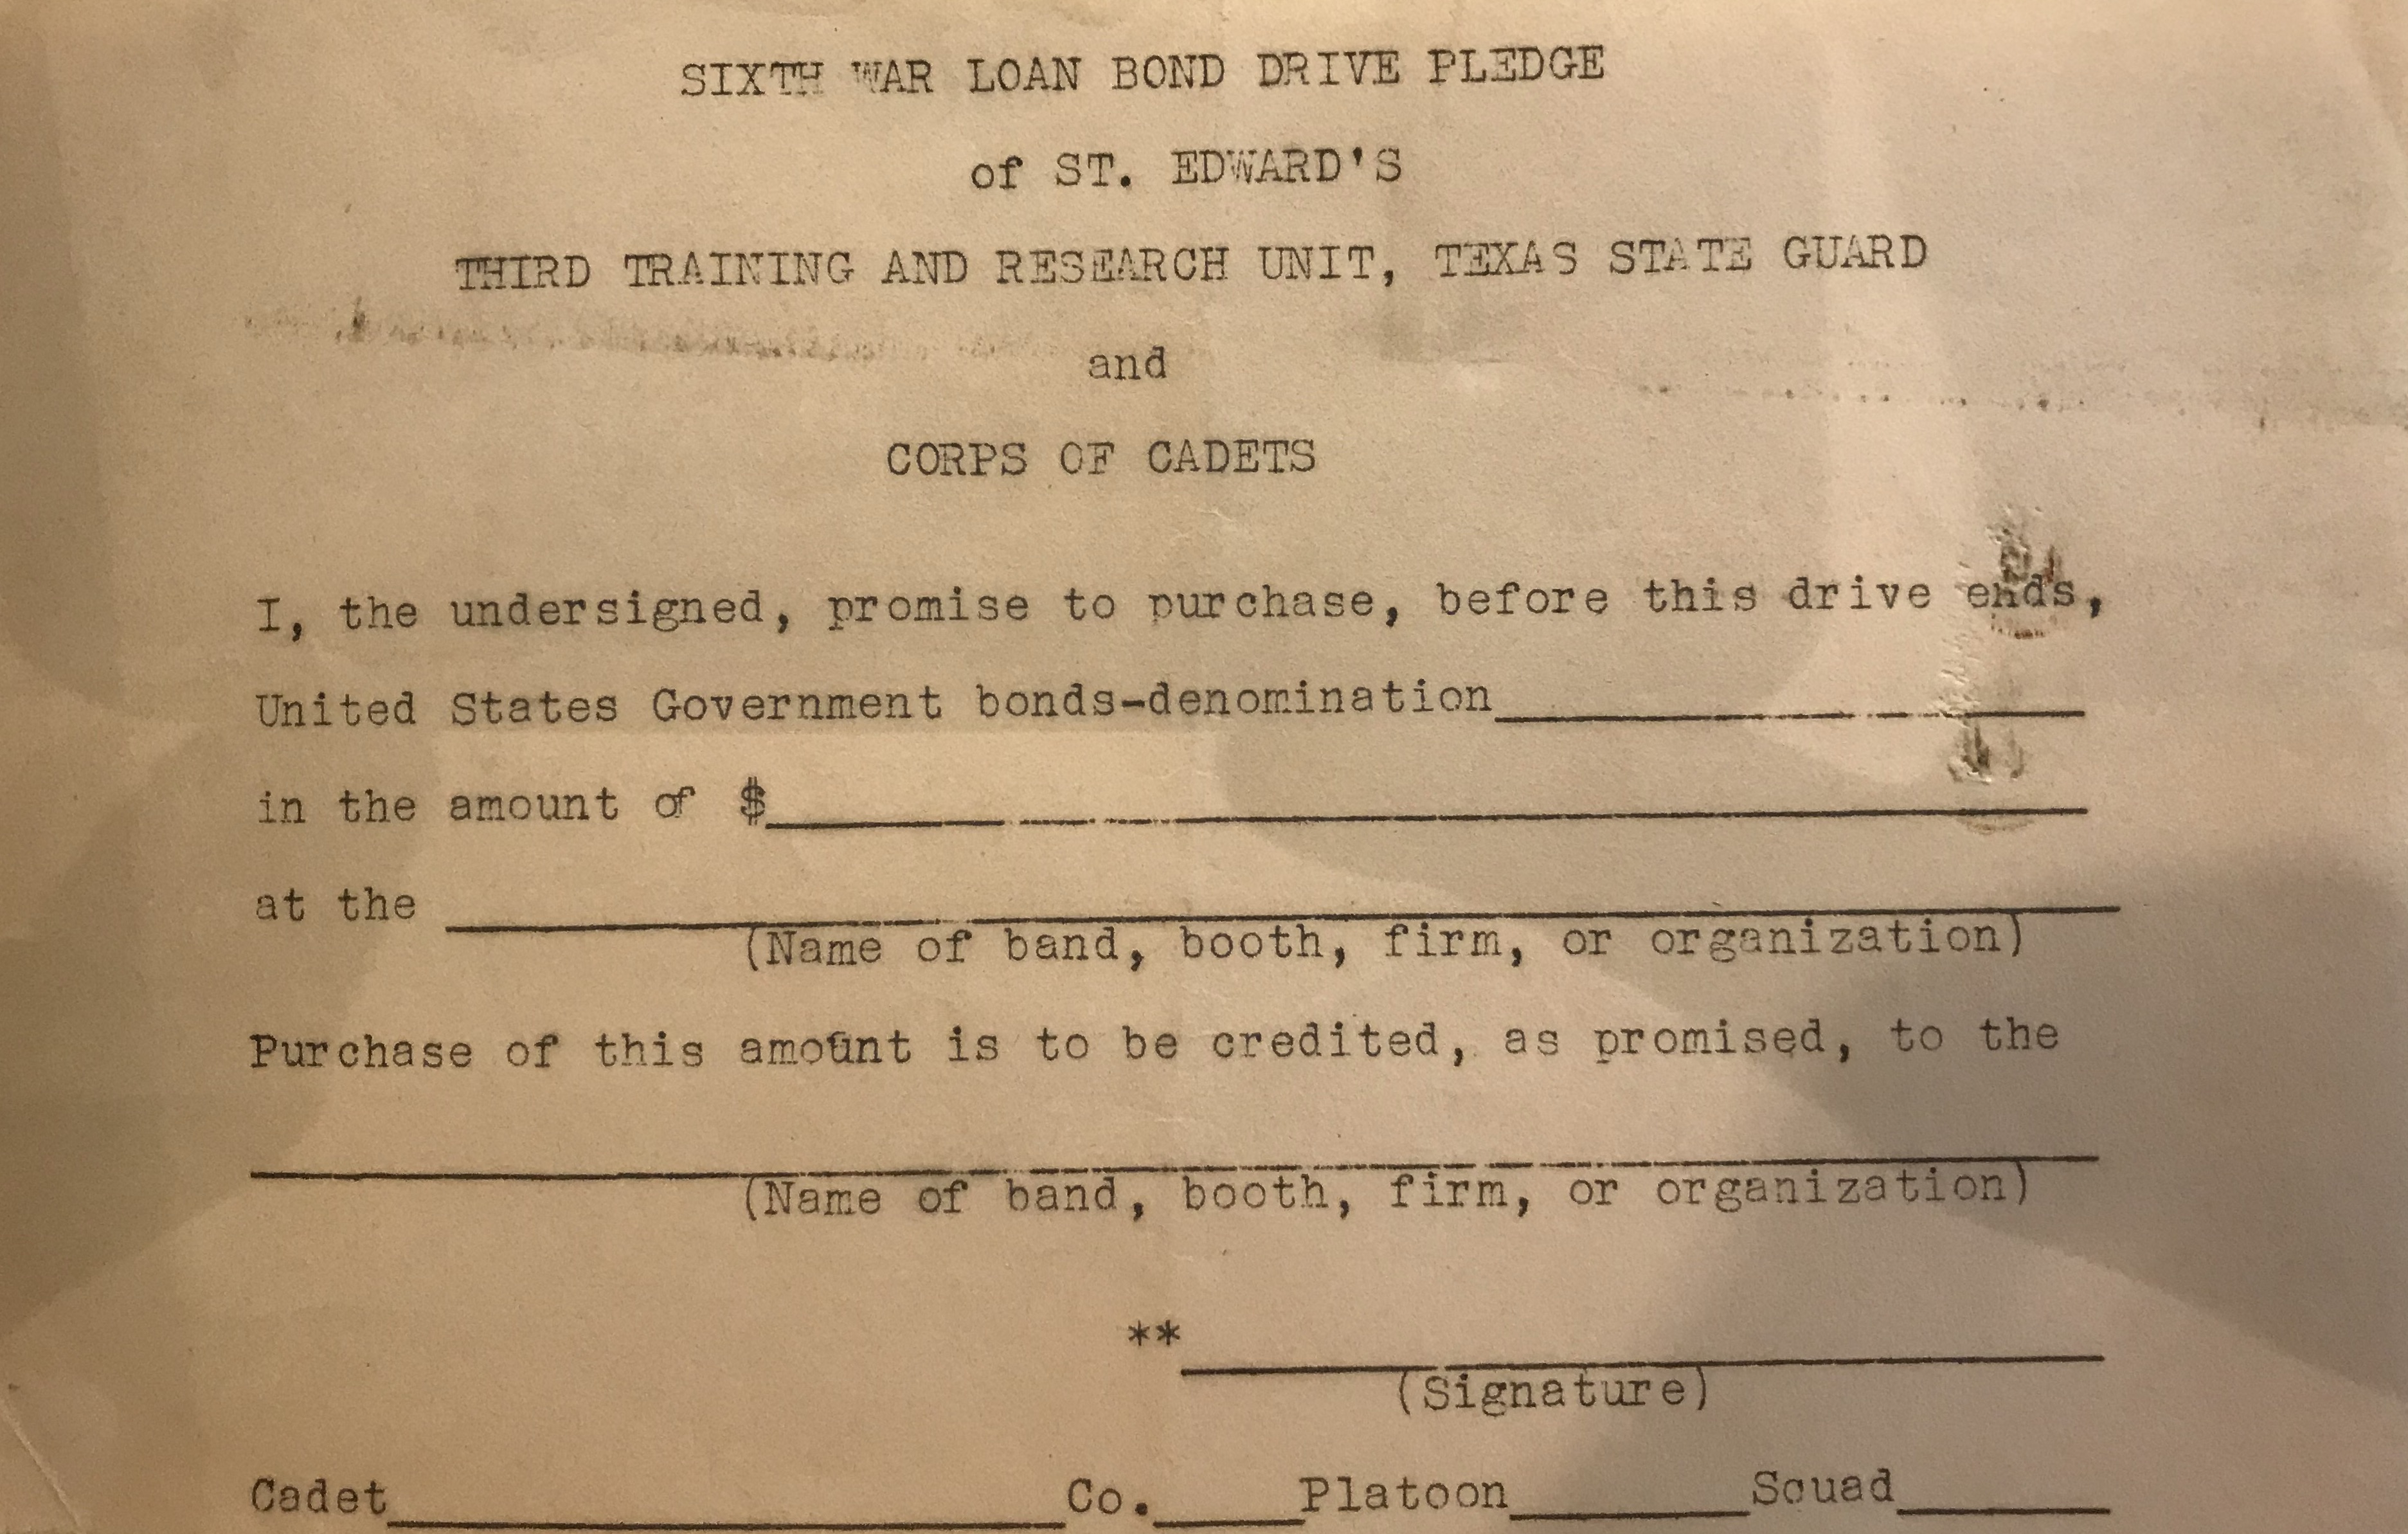 SIXTH WAR LOAN BOND DRIVE PLEDGE
of ST. EDWARD'S
THIRD TRAINING AND RESEARCH UNIT, TEXAS STATE GUARD
and
CORPS OF CADETS
I, the undersigned, promise to purchase, before this drive ends,
United States Government bonds-denomination
in the amount of $
at the
(Name of band, booth, firm, or organization)
Purchase of this amount is to be credited, as promised, to the
(Name of band, booth, firm, or organization)
**
(Signature)
Cadet Co. Platoon Squad